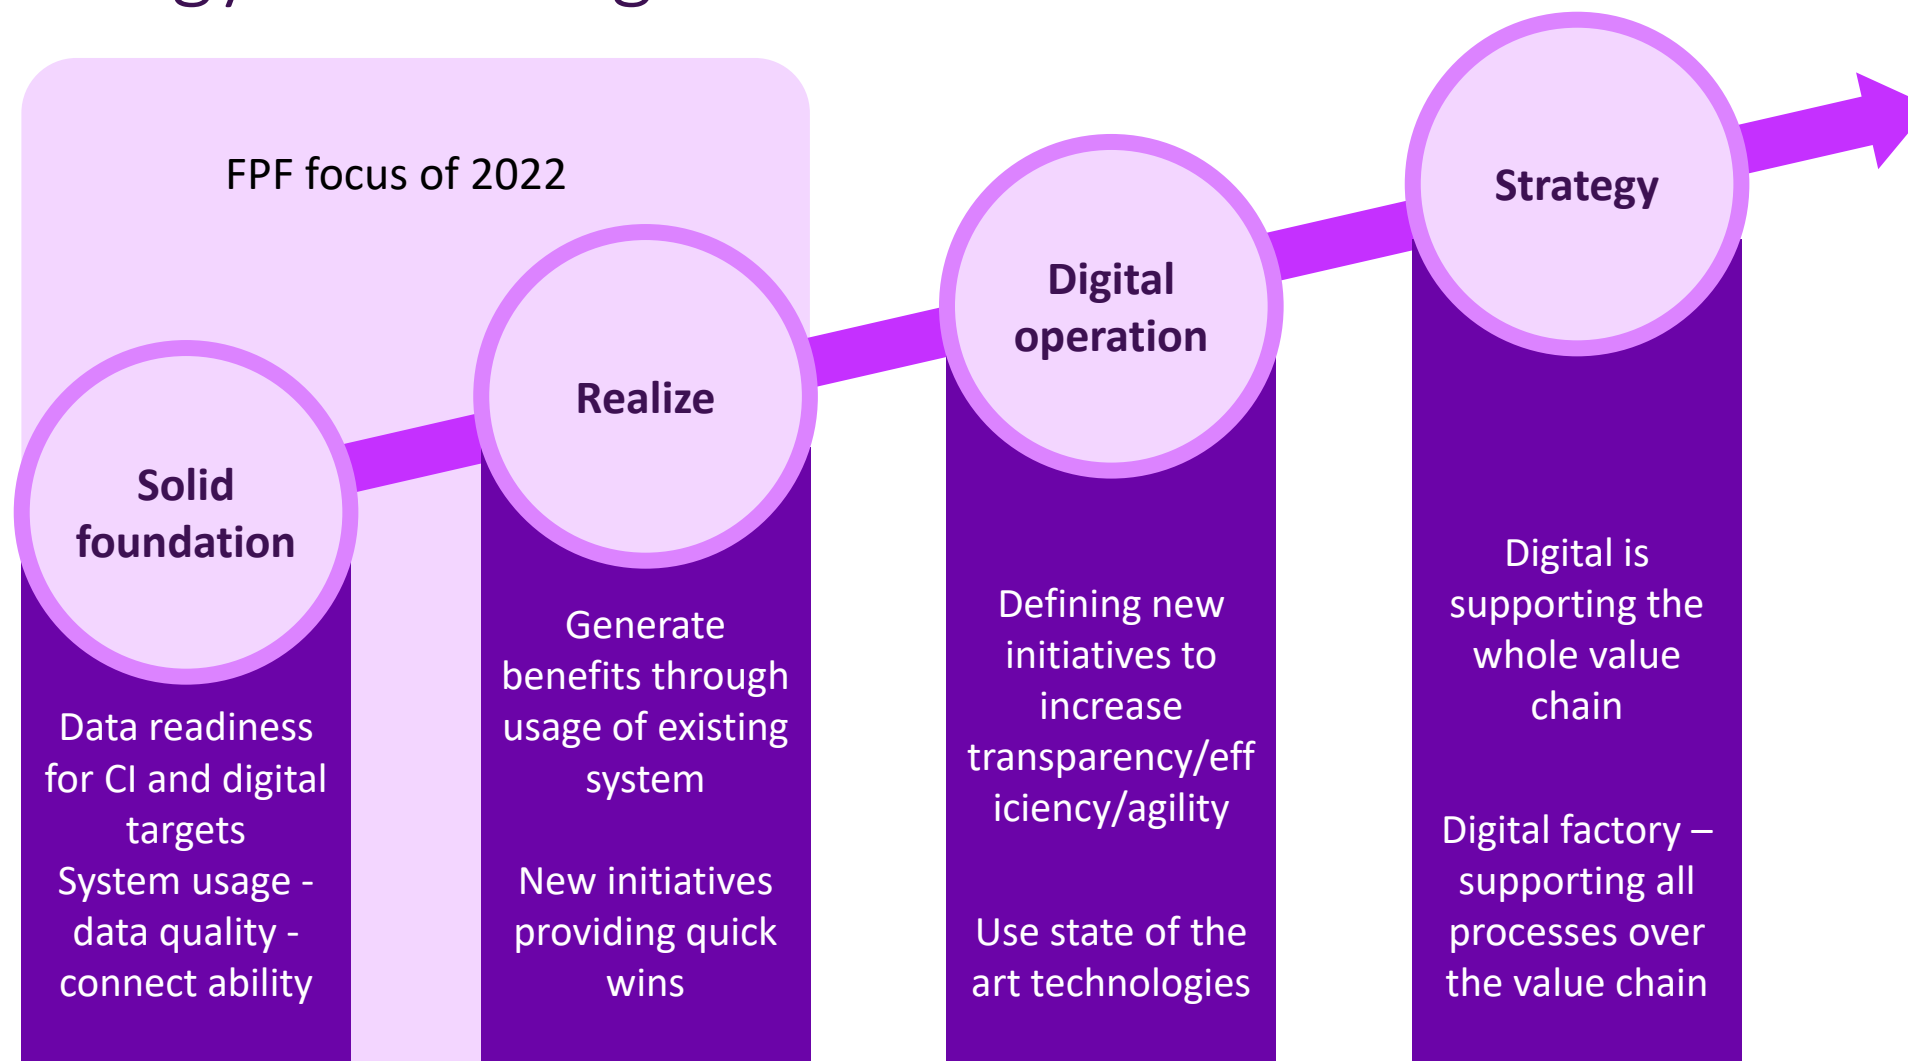 FPF focus of 2022
Solid
foundation
Data readiness
for CI and digital
targets
System usage -
data quality -
connect ability
Realize
Generate
benefits through
usage of existing
system
New initiatives
providing quick
wins
Digital
operation
Defining new
initiatives to
increase
transparency/eff
iciency/agility
Use state of the
art technologies
Strategy
Digital is
supporting the
whole value
chain
Digital factory –
supporting all
processes over
the value chain